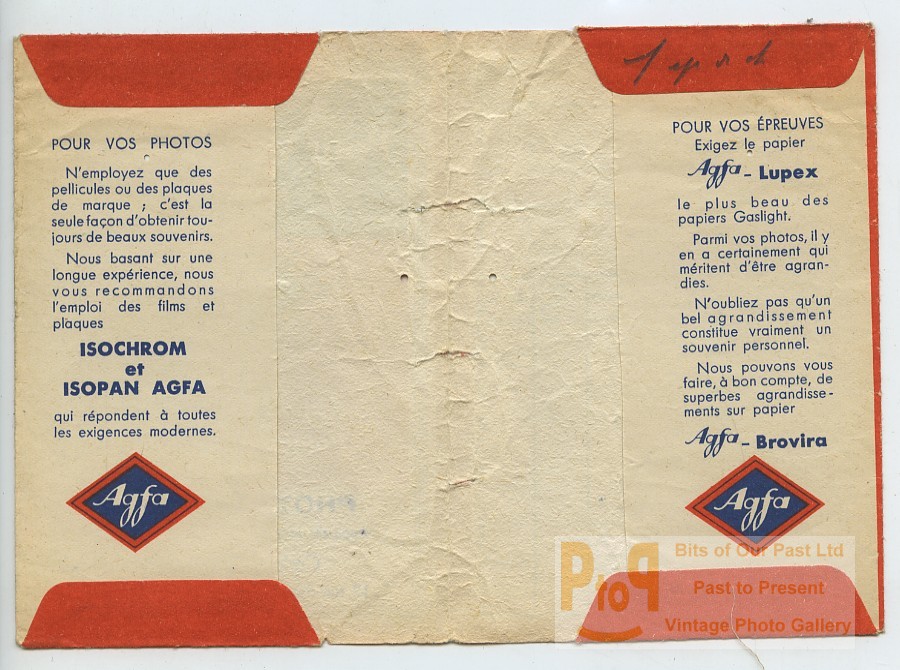 POUR VOS PHOTOS
N'employez que des
pellicules ou des plaques
de marque ; c'est la
seule façon d'obtenir tou-
jours de beaux souvenirs.
Nous basant sur une
longue expérience, nous
vous recommandons
l'emploi des films et
plaques
ISOCHROM
et
ISOPAN AGFA
qui répondent à toutes
les exigences modernes.
Agfa
POUR VOS ÉPREUVES
Exigez le papier
Agfa - Lupex
le plus beau des
papiers Gaslight.
Parmi vos photos, il y
en a certainement qui
méritent d'être agran-
dies.
N'oubliez pas qu'un
bel agrandissement
constitue vraiment un
souvenir personnel.
Nous pouvons vous
faire, à bon compte, de
superbes agrandisse-
ments sur papier
Agfa - Brovira
Agfa
PtoP
Bits of Our Past Ltd
Past to Present
Vintage Photo Gallery